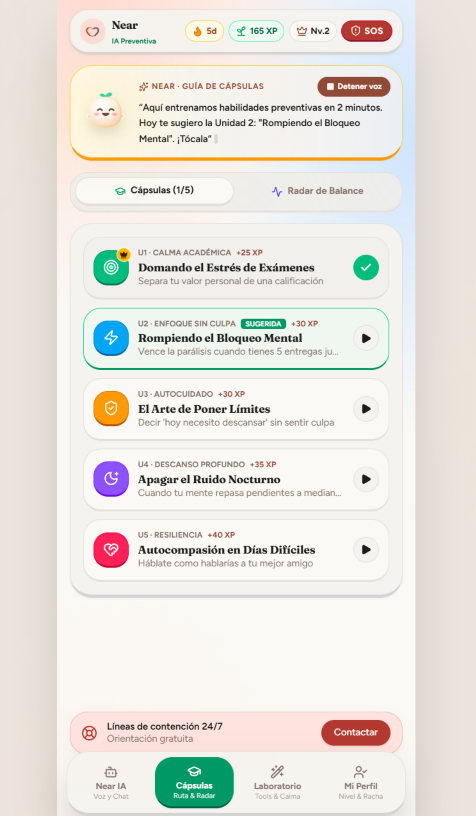 Near
IA Preventiva
5d
165 XP
Nv.2
SOS
NEAR · GUÍA DE CÁPSULAS
Detener voz
"Aquí entrenamos habilidades preventivas en 2 minutos.
Hoy te sugiero la Unidad 2: "Rompiendo el Bloqueo
Mental". ¡Tócala"
Cápsulas (1/5)
Radar de Balance
U1 · CALMA ACADÉMICA +25 XP
Domando el Estrés de Exámenes
Separa tu valor personal de una calificación
U2 · ENFOQUE SIN CULPA SUGERIDA +30 XP
Rompiendo el Bloqueo Mental
Vence la parálisis cuando tienes 5 entregas ju...
U3 · AUTOCUIDADO +30 XP
El Arte de Poner Límites
Decir 'hoy necesito descansar' sin sentir culpa
U4 · DESCANSO PROFUNDO +35 XP
Apagar el Ruido Nocturno
Cuando tu mente repasa pendientes a median...
U5 · RESILIENCIA +40 XP
Autocompasión en Días Difíciles
Háblate como hablarías a tu mejor amigo
Líneas de contención 24/7
Orientación gratuita
Contactar
Near IA
Voz y Chat
Cápsulas
Ruta & Radar
Laboratorio
Tools & Calma
Mi Perfil
Nivel & Racha